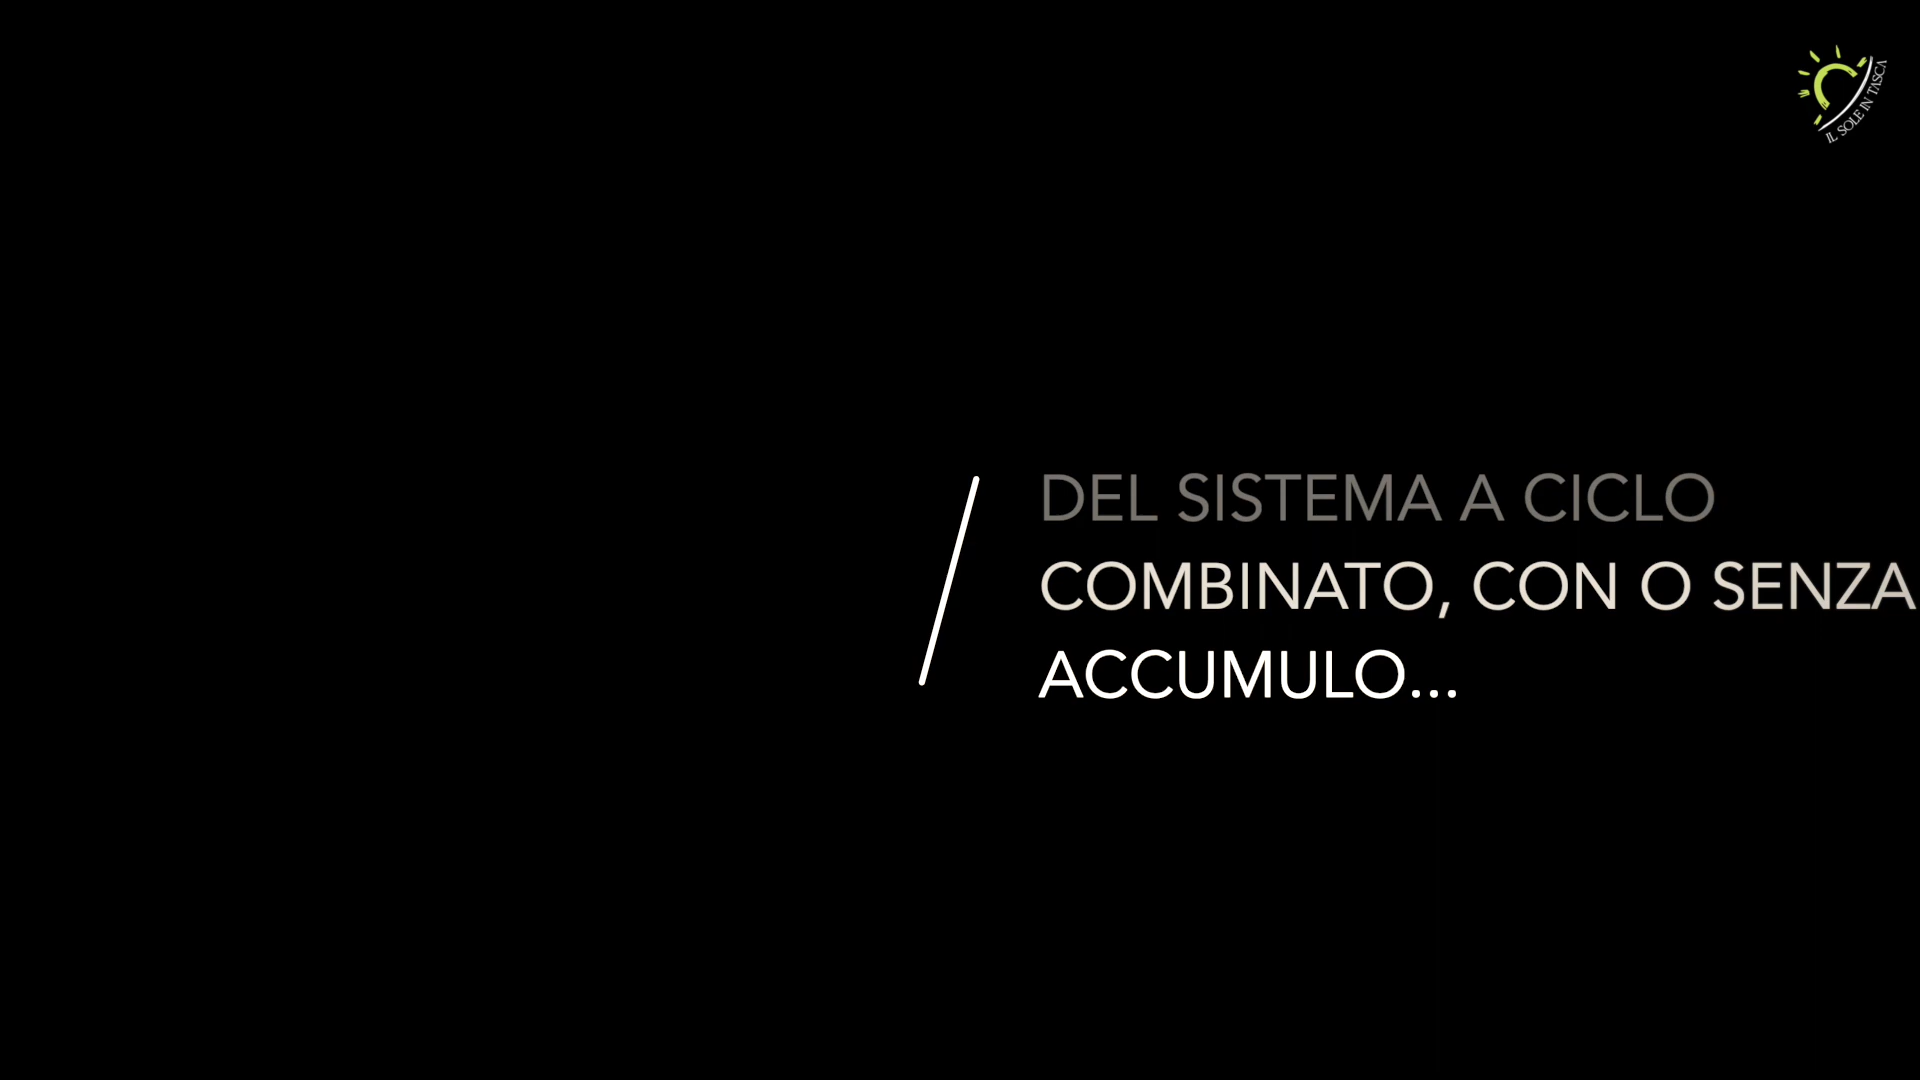 IL SOLE IN TASCA
DEL SISTEMA A CICLO
COMBINATO, CON O SENZA
ACCUMULO...